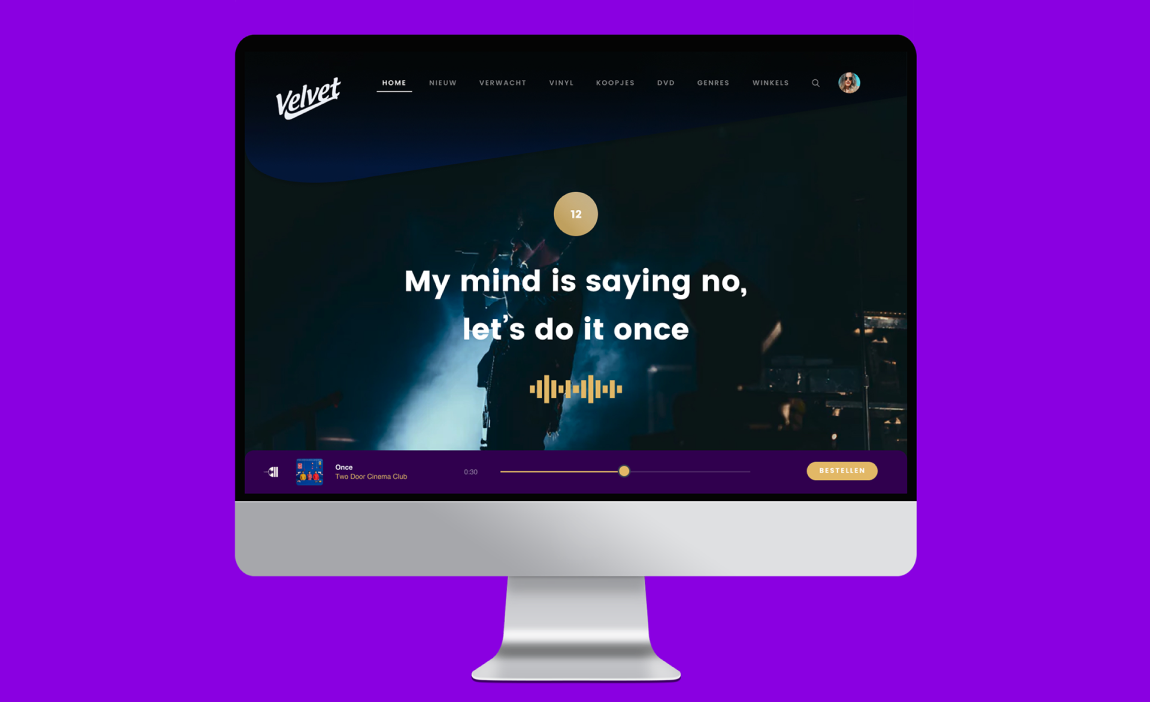 Velvet
HOME NIEUW VERWACHT VINYL KOOPJES DVD GENRES WINKELS
12
My mind is saying no,
let's do it once
Once
Two Door Cinema Club
0:30
BESTELLEN